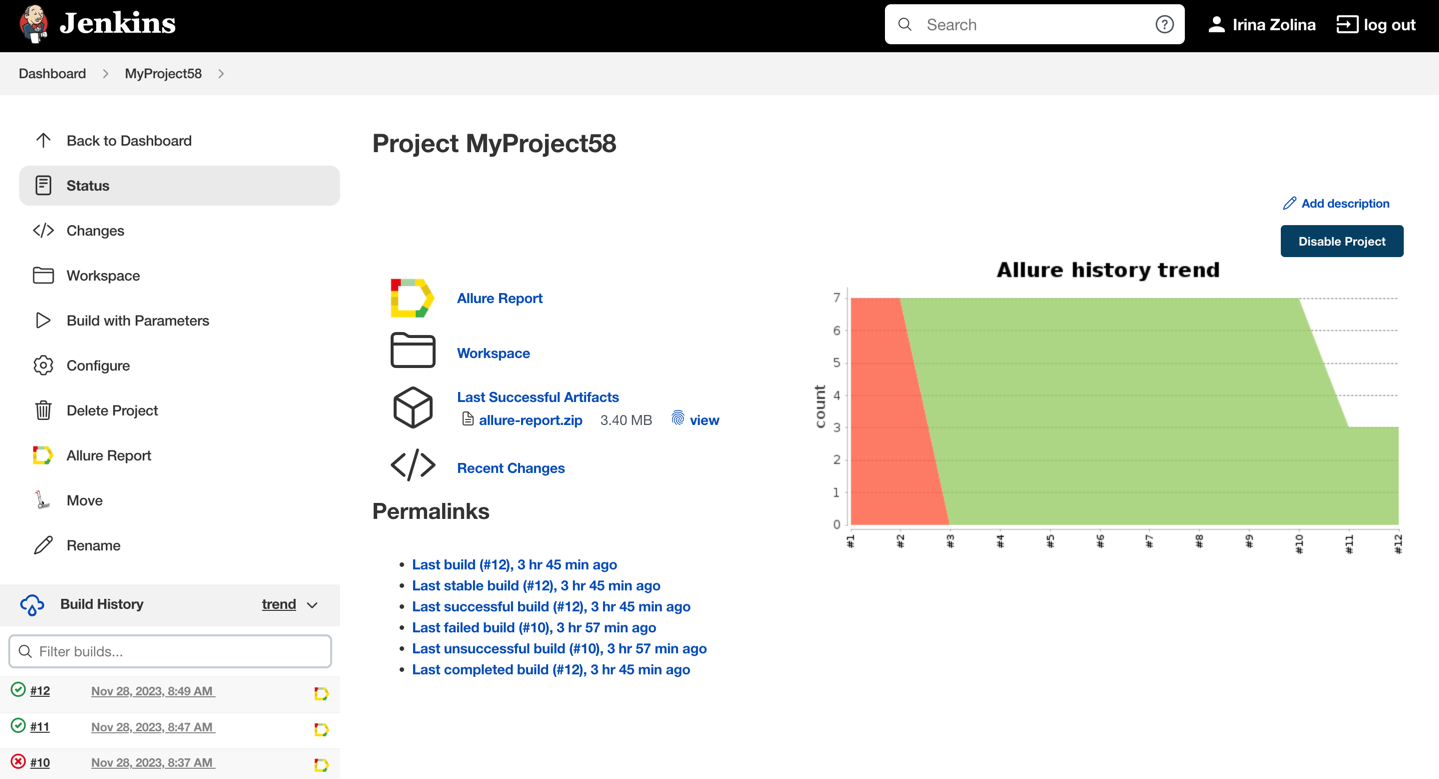 Jenkins
Search
Irina Zolina
log out
Dashboard
MyProject58
Back to Dashboard
Status
Changes
Workspace
Build with Parameters
Configure
Delete Project
Allure Report
Move
Rename
Build History
trend
Filter builds...
#12 Nov 28, 2023, 8:49 AM
#11 Nov 28, 2023, 8:47 AM
#10 Nov 28, 2023, 8:37 AM
Project MyProject58
Add description
Disable Project
Allure Report
Workspace
Last Successful Artifacts
allure-report.zip 3.40 MB view
Recent Changes
Permalinks
Last build (#12), 3 hr 45 min ago
Last stable build (#12), 3 hr 45 min ago
Last successful build (#12), 3 hr 45 min ago
Last failed build (#10), 3 hr 57 min ago
Last unsuccessful build (#10), 3 hr 57 min ago
Last completed build (#12), 3 hr 45 min ago
Allure history trend
count
7
6
5
4
3
2
1
0
#1 #2 #3 #4 #5 #6 #7 #8 #9 #10 #11 #12